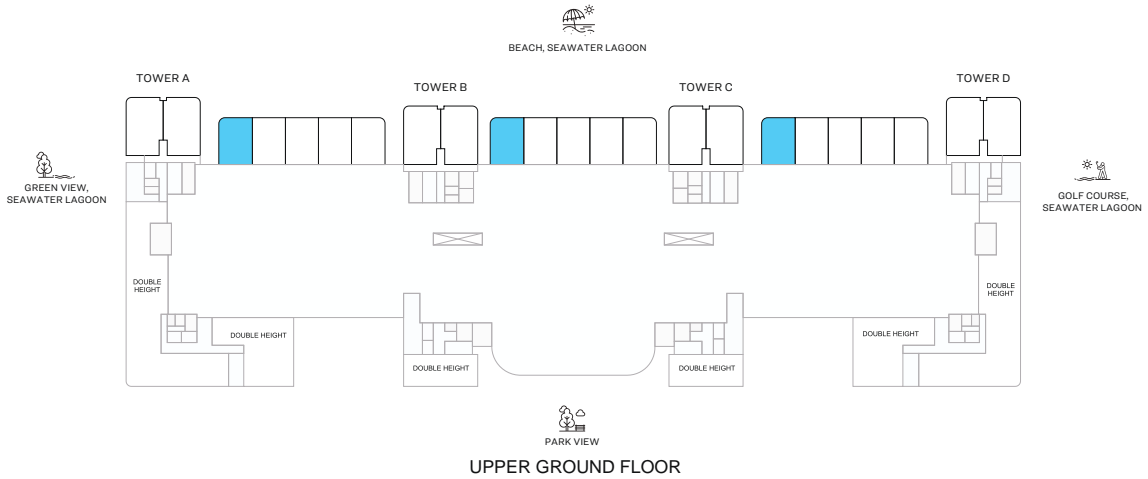 BEACH, SEAWATER LAGOON
TOWER A
TOWER B
TOWER C
TOWER D
GREEN VIEW,
SEAWATER LAGOON
GOLF COURSE,
SEAWATER LAGOON
DOUBLE
HEIGHT
DOUBLE
HEIGHT
DOUBLE HEIGHT
DOUBLE HEIGHT
DOUBLE HEIGHT
DOUBLE HEIGHT
PARK VIEW
UPPER GROUND FLOOR